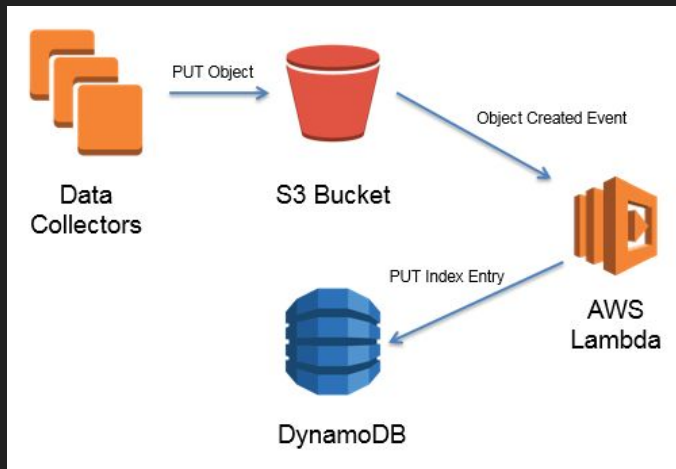 PUT Object
Object Created Event
Data
Collectors
S3 Bucket
PUT Index Entry
AWS
Lambda
DynamoDB